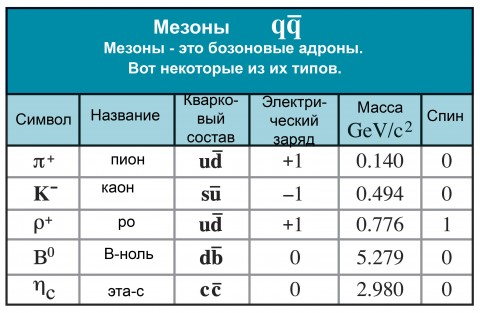 Мезоны qq̅
Мезоны - это бозоновые адроны.
Вот некоторые из их типов.
Символ Название Кварко-вый состав Электри-ческий заряд Масса GeV/c² Спин
π⁺ пион ud̅ +1 0.140 0
K⁻ каон su̅ −1 0.494 0
ρ⁺ ро ud̅ +1 0.776 1
B⁰ В-ноль db̅ 0 5.279 0
η_c эта-с cc̅ 0 2.980 0